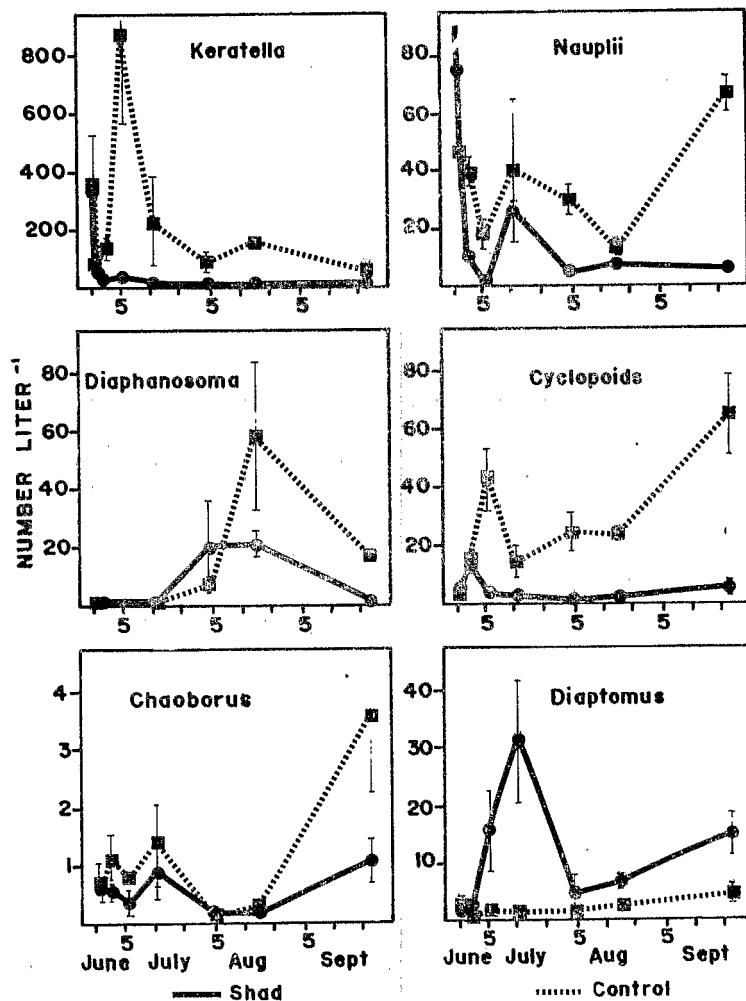 Keratella
800
600
400
200
5 5 5
Nauplii
80
60
40
20
5 5 5
NUMBER LITER⁻¹
Diaphanosoma
80
60
40
20
5 5 5
Cyclopoids
80
60
40
20
5 5 5
Chaoborus
4
3
2
1
5 5 5
June July Aug Sept
Diaptomus
40
30
20
10
5 5 5
June July Aug Sept
Shad
Control